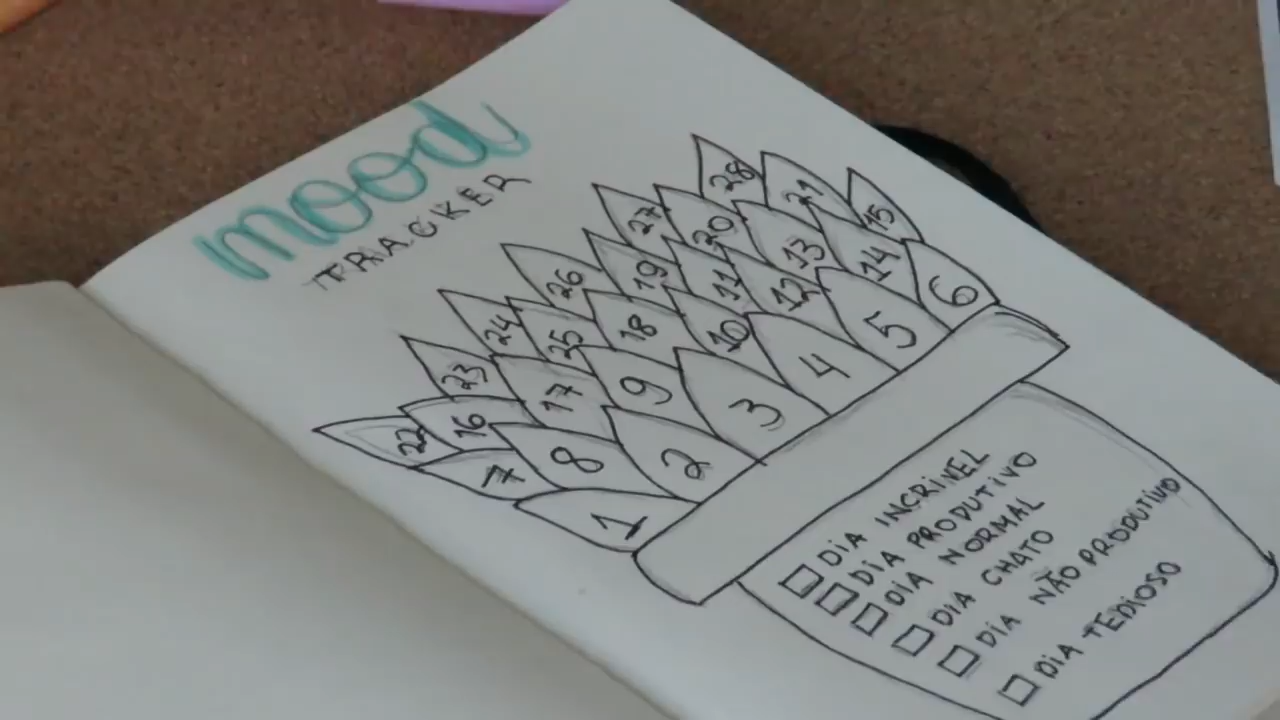 mood
TRACKER
28 21 15
27 20 13 14 6
26 19 11 12 5
24 25 18 10 4
23 17 9 3
22 16 8 2
7 1
DIA INCRINEL
DIA PRODUTIVO
DIA NORMAL
DIA CHATO
DIA NÃO PRODUTIVO
DIA TEDIOSO